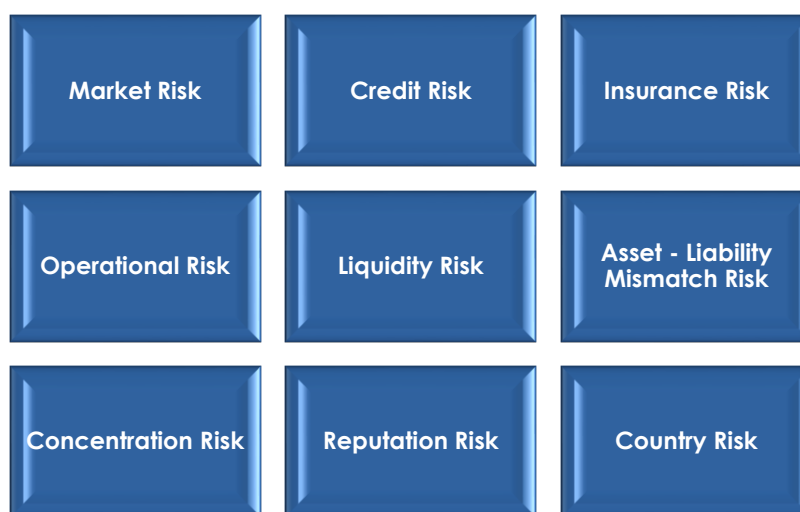 Market Risk
Credit Risk
Insurance Risk
Operational Risk
Liquidity Risk
Asset - Liability
Mismatch Risk
Concentration Risk
Reputation Risk
Country Risk